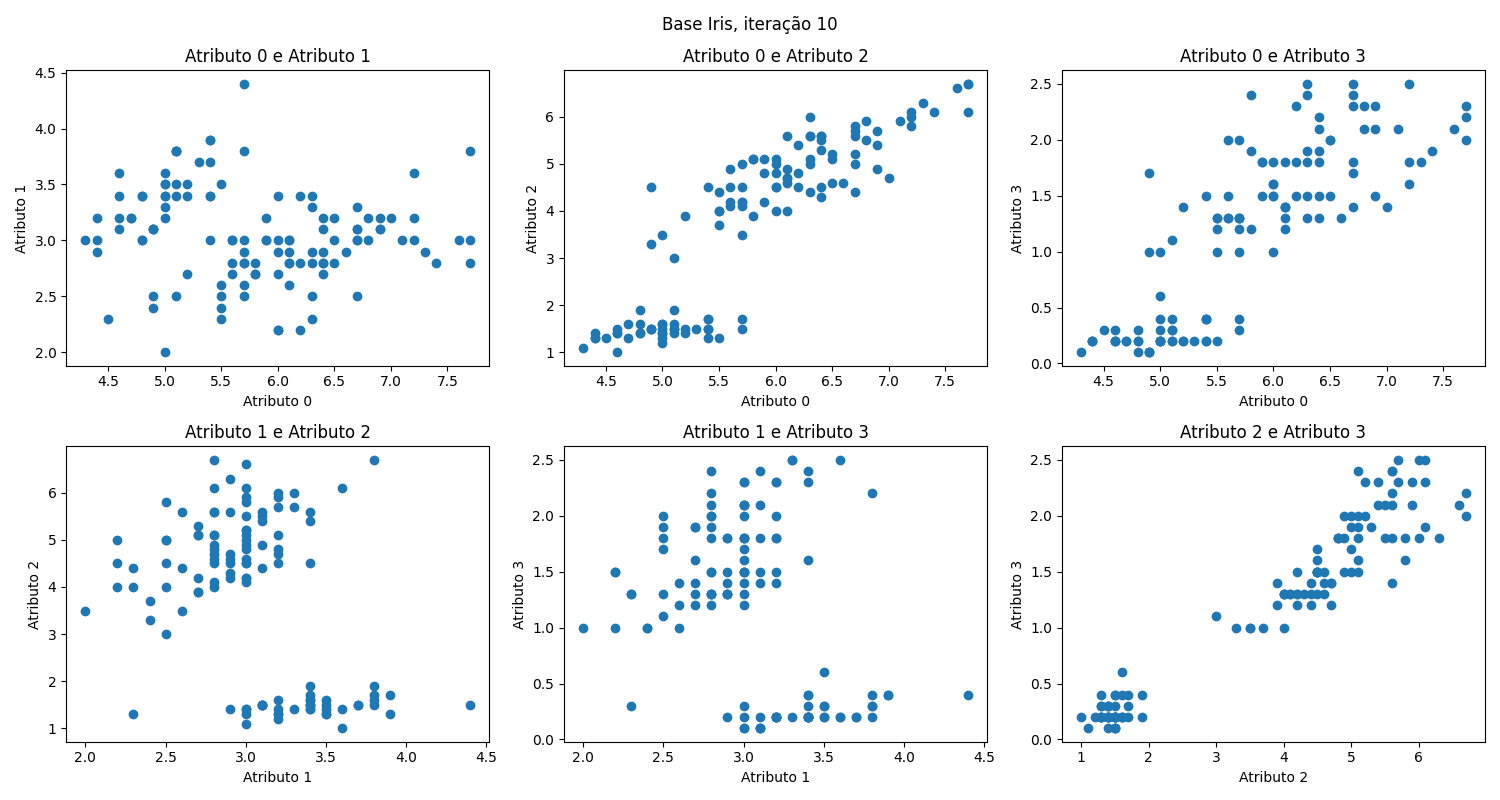 Base Iris, iteração 10
Atributo 0 e Atributo 1
Atributo 0 e Atributo 2
Atributo 0 e Atributo 3
4.5
4.0
3.5
3.0
2.5
2.0
Atributo 1
4.5 5.0 5.5 6.0 6.5 7.0 7.5
Atributo 0
6
5
4
3
2
1
Atributo 2
4.5 5.0 5.5 6.0 6.5 7.0 7.5
Atributo 0
2.5
2.0
1.5
1.0
0.5
0.0
Atributo 3
4.5 5.0 5.5 6.0 6.5 7.0 7.5
Atributo 0
Atributo 1 e Atributo 2
Atributo 1 e Atributo 3
Atributo 2 e Atributo 3
6
5
4
3
2
1
Atributo 2
2.0 2.5 3.0 3.5 4.0 4.5
Atributo 1
2.5
2.0
1.5
1.0
0.5
0.0
Atributo 3
2.0 2.5 3.0 3.5 4.0 4.5
Atributo 1
2.5
2.0
1.5
1.0
0.5
0.0
Atributo 3
1 2 3 4 5 6
Atributo 2